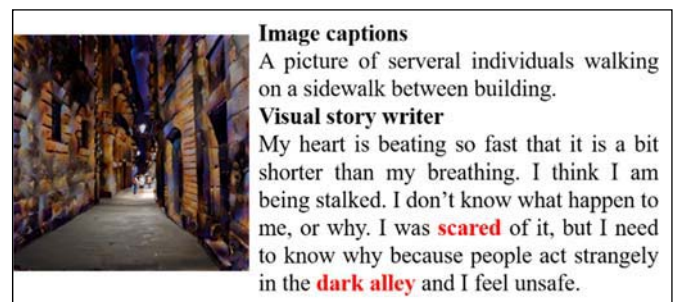 Image captions
A picture of serveral individuals walking
on a sidewalk between building.
Visual story writer
My heart is beating so fast that it is a bit
shorter than my breathing. I think I am
being stalked. I don’t know what happen to
me, or why. I was scared of it, but I need
to know why because people act strangely
in the dark alley and I feel unsafe.